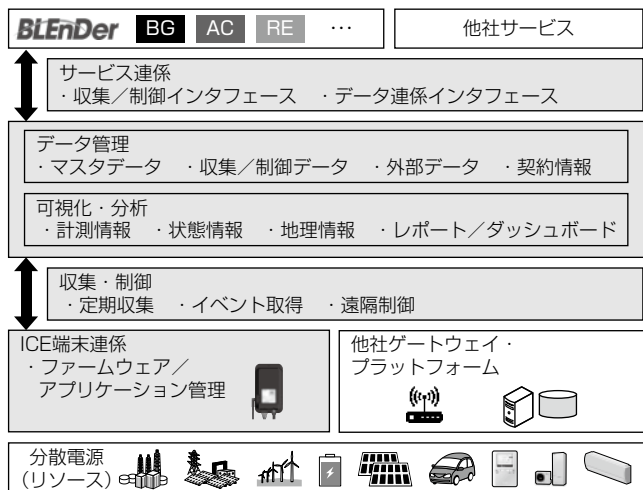 BLEnDer BG AC RE … 他社サービス
サービス連係
・収集／制御インタフェース ・データ連係インタフェース
データ管理
・マスタデータ ・収集／制御データ ・外部データ ・契約情報
可視化・分析
・計測情報 ・状態情報 ・地理情報 ・レポート／ダッシュボード
収集・制御
・定期収集 ・イベント取得 ・遠隔制御
ICE端末連係
・ファームウェア／
アプリケーション管理
他社ゲートウェイ・
プラットフォーム
分散電源
（リソース）